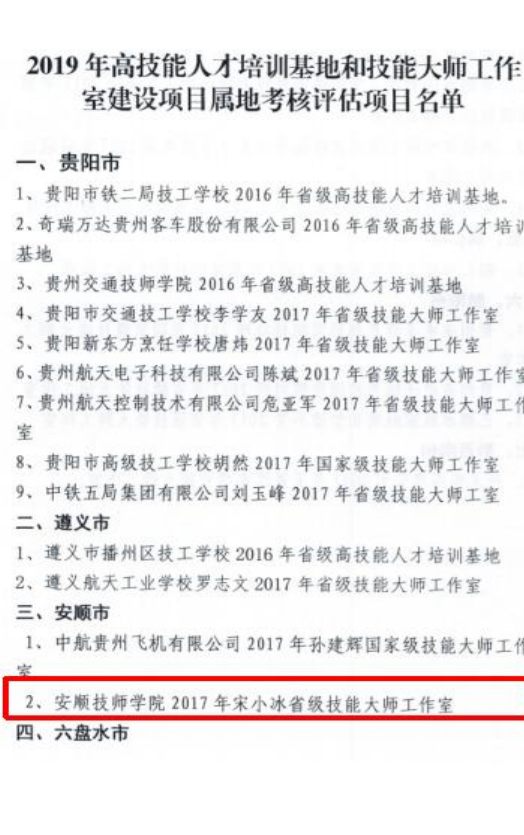 2019年高技能人才培训基地和技能大师工作
室建设项目属地考核评估项目名单
一、贵阳市
1、贵阳市铁二局技工学校2016年省级高技能人才培训基地。
2、奇瑞万达贵州客车股份有限公司2016年省级高技能人才培训
基地
3、贵州交通技师学院2016年省级高技能人才培训基地
4、贵阳市交通技工学校李学友2017年省级技能大师工作室
5、贵阳新东方烹饪学校唐炜2017年省级技能大师工作室
6、贵州航天电子科技有限公司陈斌2017年省级技能大师工作室
7、贵州航天控制技术有限公司危亚军2017年省级技能大师工作
室
8、贵阳市高级技工学校胡然2017年国家级技能大师工作室
9、中铁五局集团有限公司刘玉峰2017年省级技能大师工室
二、遵义市
1、遵义市播州区技工学校2016年省级高技能人才培训基地
2、遵义航天工业学校罗志文2017年省级技能大师工作室
三、安顺市
1、中航贵州飞机有限公司2017年孙建辉国家级技能大师工作
室
2、安顺技师学院2017年宋小冰省级技能大师工作室
四、六盘水市